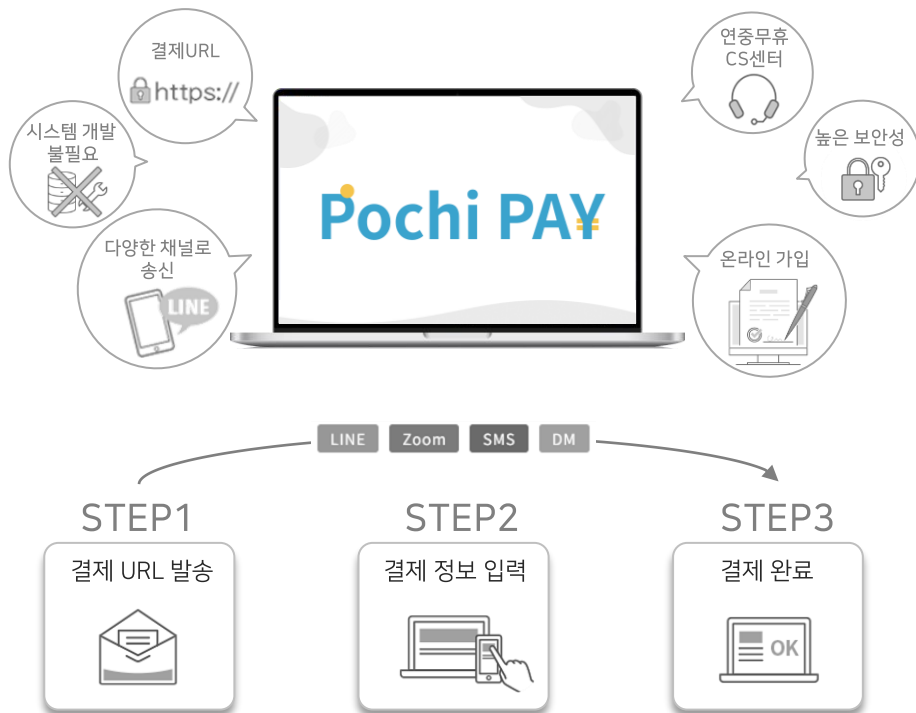 결제URL
https://
연중무휴
CS센터
시스템 개발
불필요
높은 보안성
Pochi PAY
다양한 채널로
송신
LINE
온라인 가입
LINE
Zoom
SMS
DM
STEP1
STEP2
STEP3
결제 URL 발송
결제 정보 입력
결제 완료
OK